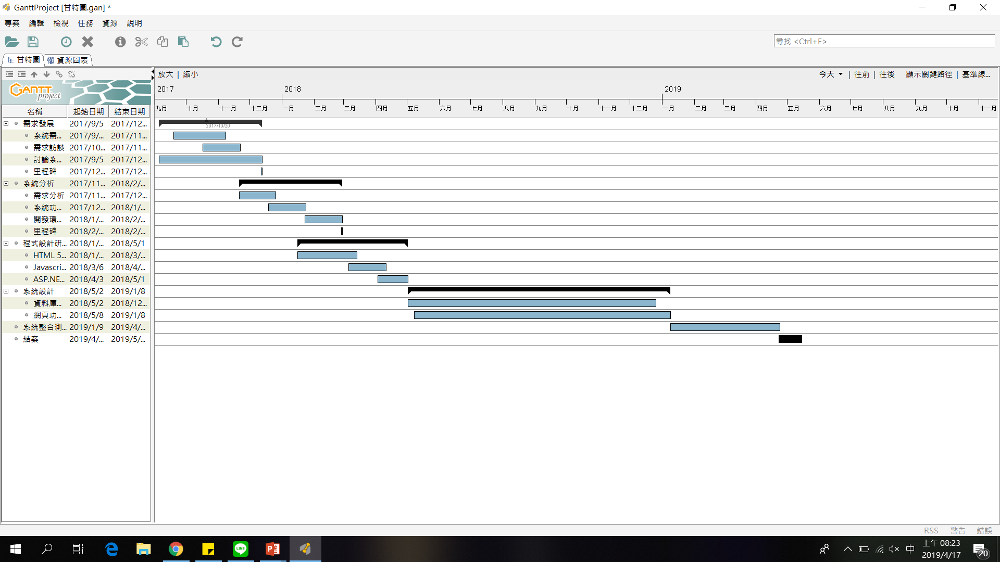 GanttProject [甘特圖.gan] *
專案 編輯 檢視 任務 資源 說明
尋找 <Ctrl+F>
甘特圖 資源圖表
放大 | 縮小 今天 | 往前 | 往後 顯示關鍵路徑 | 基準線...
GANTT project
2017 2018 2019
九月 十月 十一月 十二月 一月 二月 三月 四月 五月 六月 七月 八月 九月 十月 十一月 十二月 一月 二月 三月 四月 五月 六月 七月 八月 九月 十月 十一月
名稱 起始日期 結束日期
需求發展 2017/9/5 2017/12... 2017/10/20
系統需... 2017/9/... 2017/11...
需求訪談 2017/10... 2017/11...
討論系... 2017/9/5 2017/12...
里程碑 2017/12... 2017/12...
系統分析 2017/11... 2018/2/...
需求分析 2017/11... 2017/12...
系統功... 2017/12... 2018/1/...
開發環... 2018/1/... 2018/2/...
里程碑 2018/2/... 2018/2/...
程式設計研... 2018/1/... 2018/5/1
HTML 5... 2018/1/... 2018/3/...
Javascri... 2018/3/6 2018/4/...
ASP.NE... 2018/4/3 2018/5/1
系統設計 2018/5/2 2019/1/8
資料庫... 2018/5/2 2018/12...
網頁功... 2018/5/8 2019/1/8
系統整合測... 2019/1/9 2019/4/...
結案 2019/4/... 2019/5/...
RSS 警告 錯誤
LINE
中
上午 08:23
2019/4/17
20